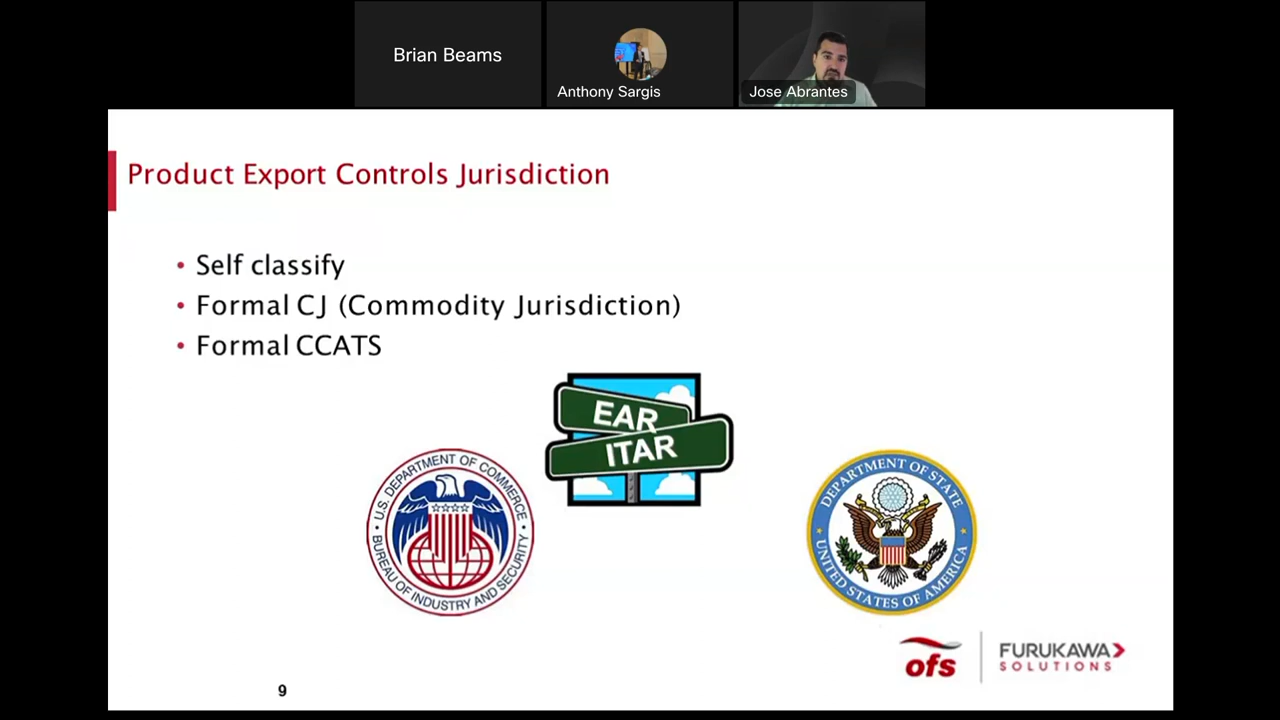 Brian Beams
Anthony Sargis
Jose Abrantes
Product Export Controls Jurisdiction
• Self classify
• Formal CJ (Commodity Jurisdiction)
• Formal CCATS
EAR
ITAR
U.S. DEPARTMENT OF COMMERCE
BUREAU OF INDUSTRY AND SECURITY
DEPARTMENT OF STATE
UNITED STATES OF AMERICA
ofs
FURUKAWA
SOLUTIONS
9